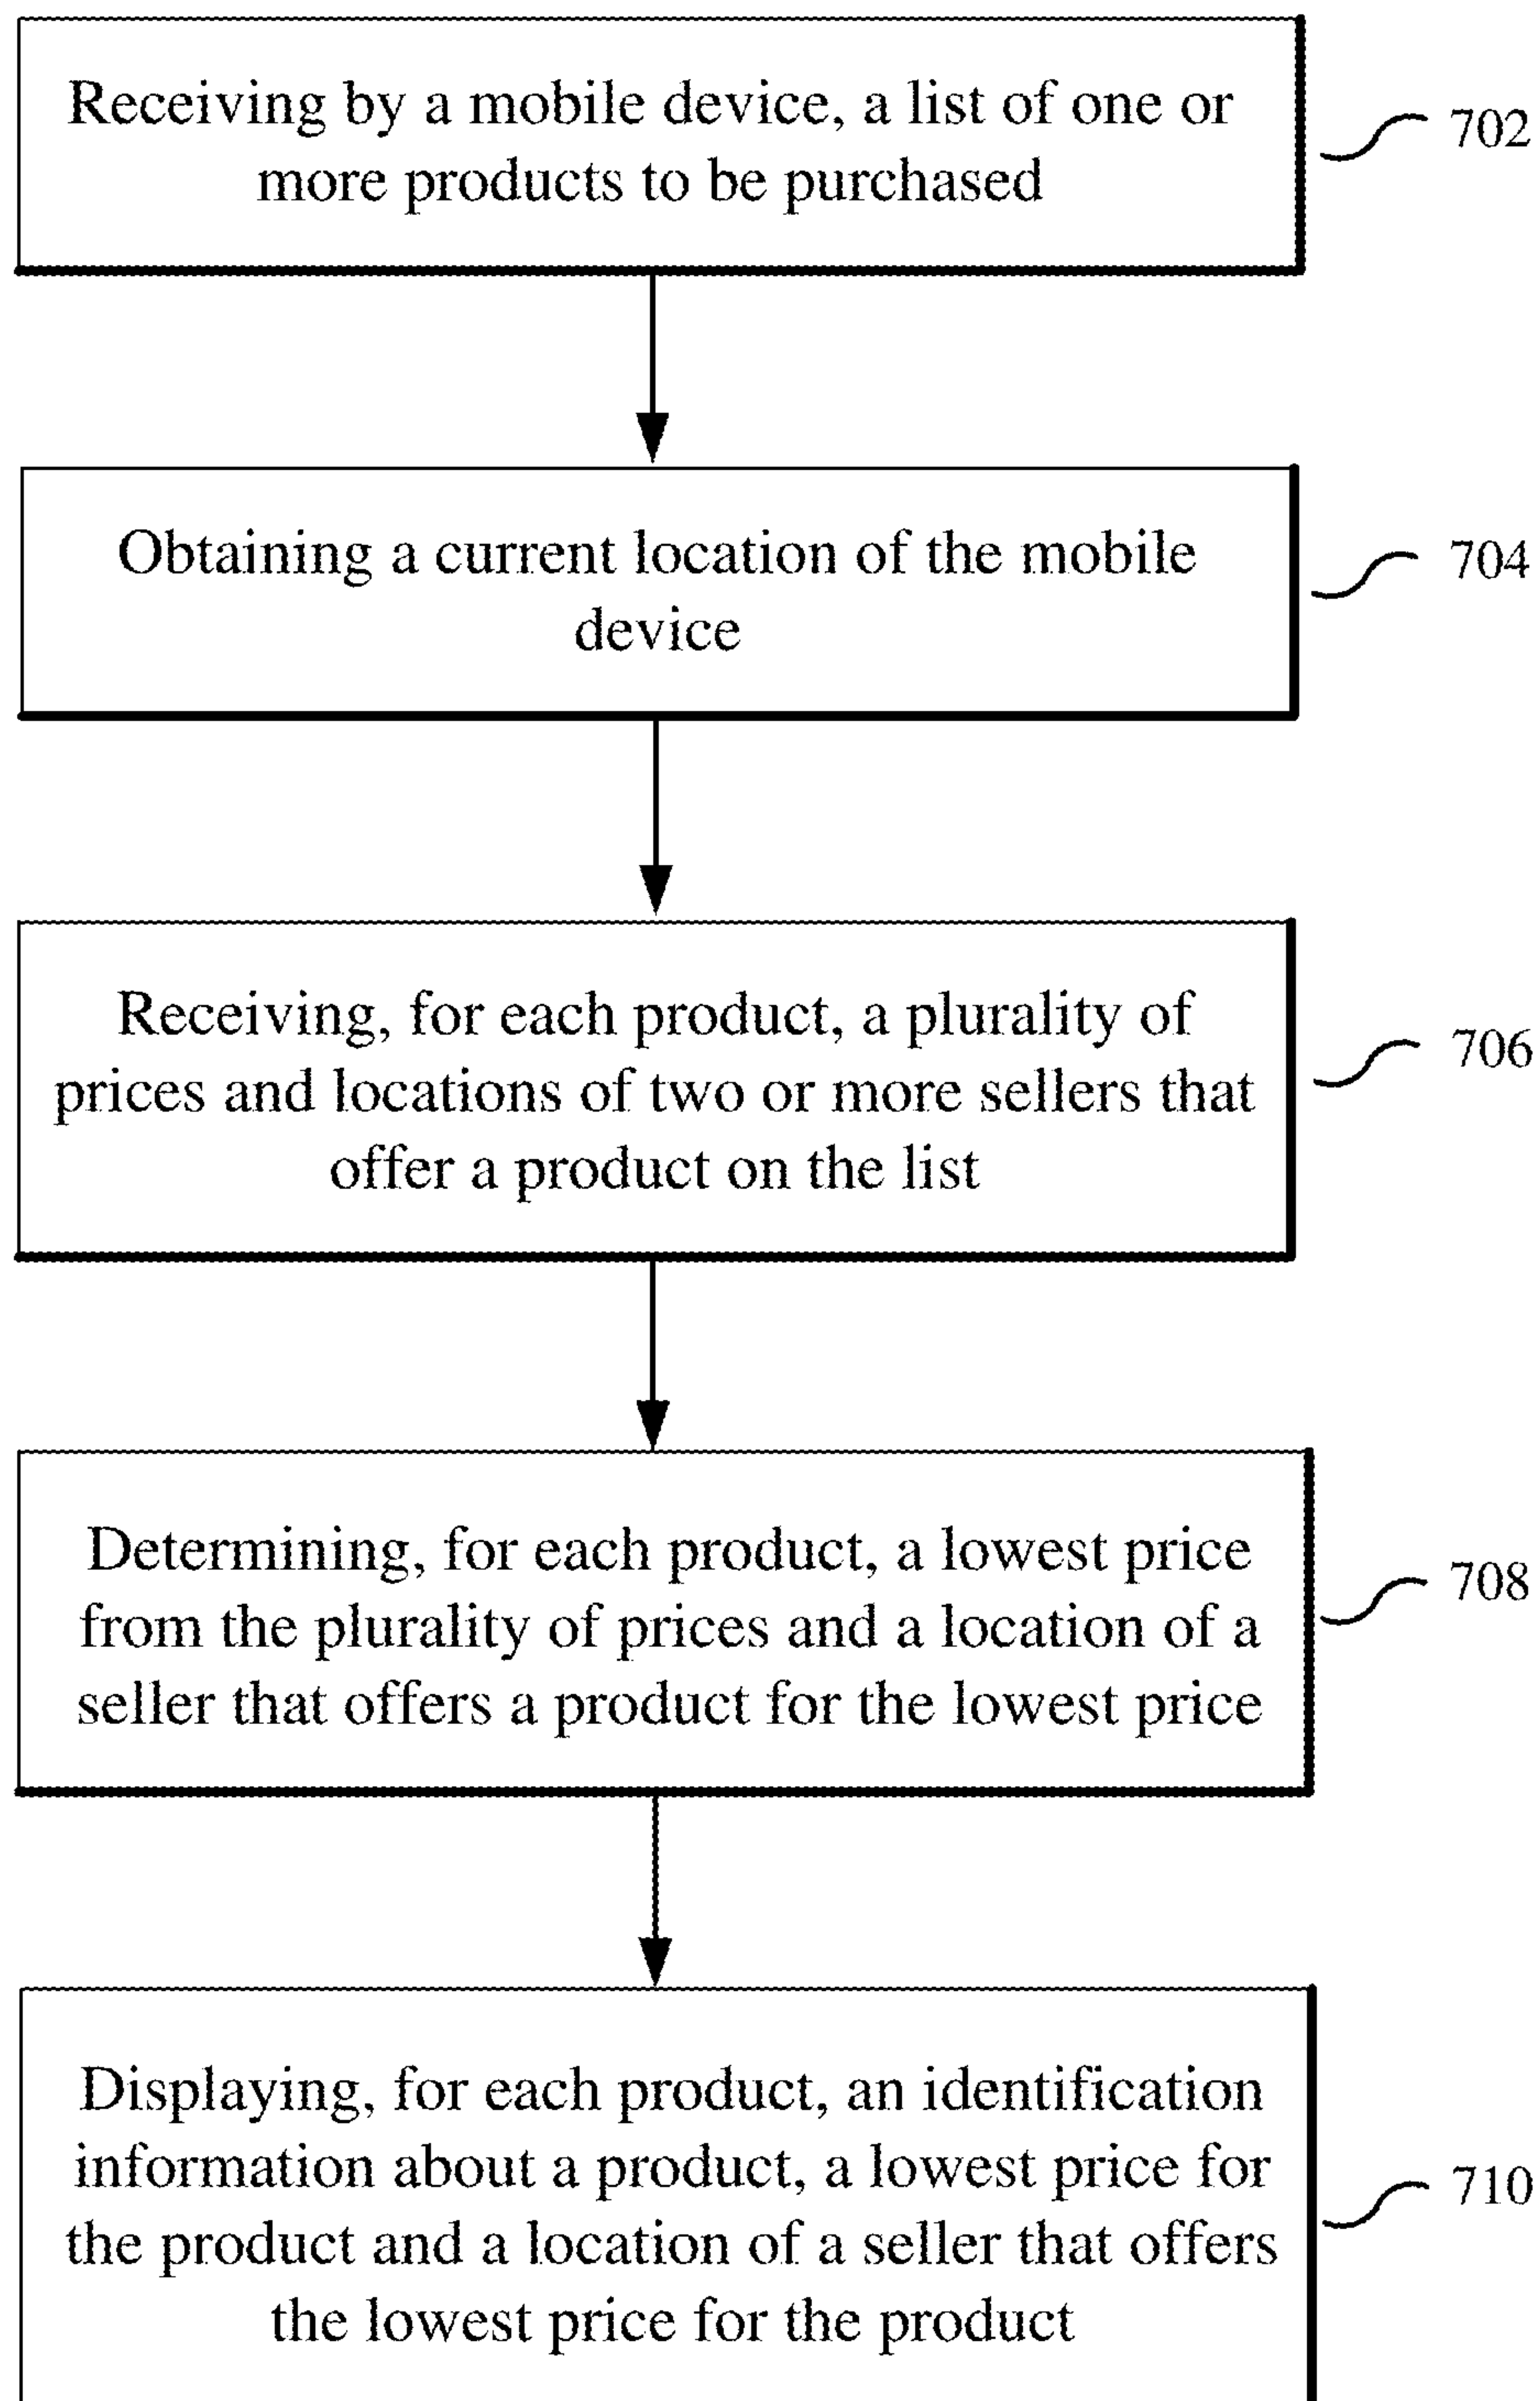 Receiving by a mobile device, a list of one or
more products to be purchased
702
Obtaining a current location of the mobile
device
704
Receiving, for each product, a plurality of
prices and locations of two or more sellers that
offer a product on the list
706
Determining, for each product, a lowest price
from the plurality of prices and a location of a
seller that offers a product for the lowest price
708
Displaying, for each product, an identification
information about a product, a lowest price for
the product and a location of a seller that offers
the lowest price for the product
710